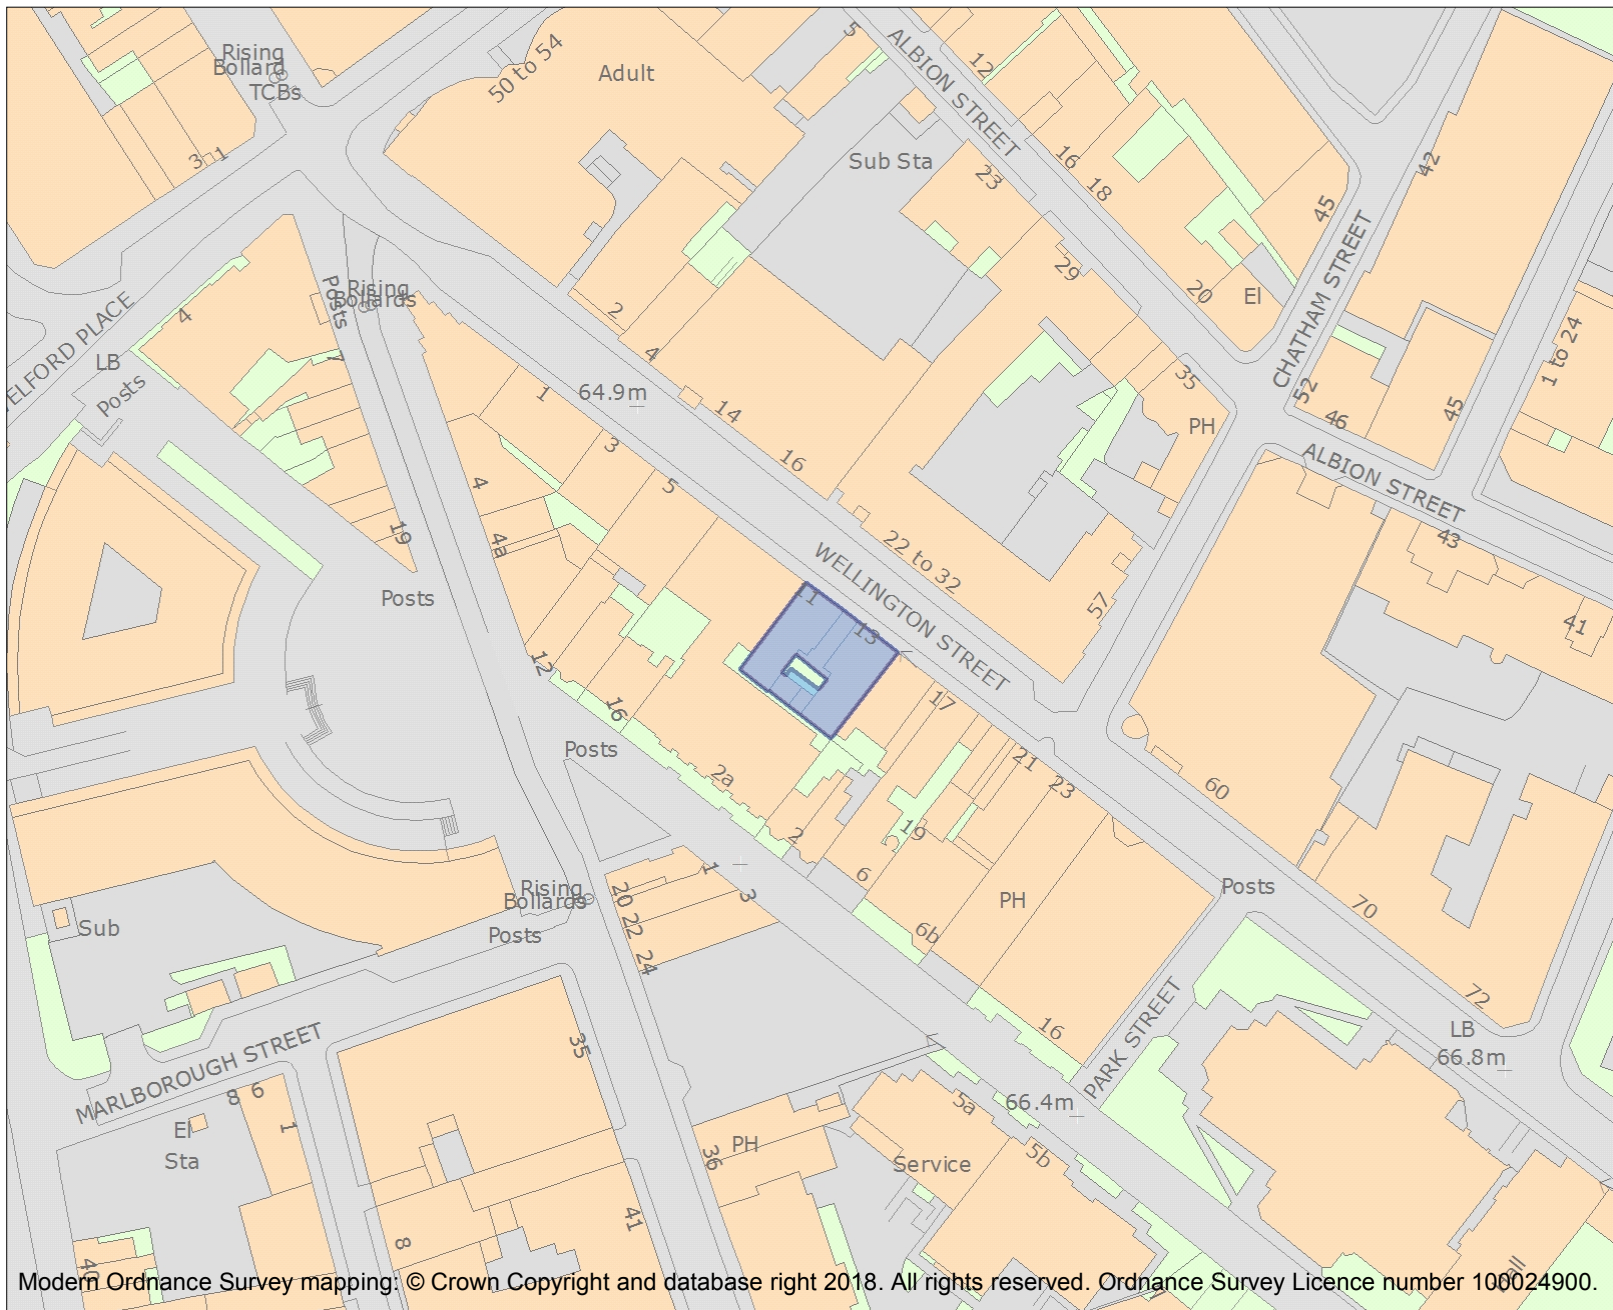 Rising
Bollard
TCBs
50 to 54
Adult
5
ALBION STREET
12
3
1
Sub Sta
23
16
18
42
45
CHATHAM STREET
29
20
El
2
4
Posts
Rising
Bollards
4
LB
Posts
7
1
64.9m
14
3
5
16
35
PH
52
46
45
1 to 24
ALBION STREET
43
41
4
4a
19
Posts
WELLINGTON STREET
22 to 32
57
11
13
12
16
17
Posts
2a
21
23
60
2
19
6
PH
Posts
70
1
3
Rising
Bollards
20
22
24
Posts
6b
Sub
72
LB
66.8m
16
PARK STREET
MARLBOROUGH STREET
35
8
6
1
El
Sta
5a
66.4m
PH
36
Service
5b
41
8
40
Modern Ordnance Survey mapping: © Crown Copyright and database right 2018. All rights reserved. Ordnance Survey Licence number 100024900.